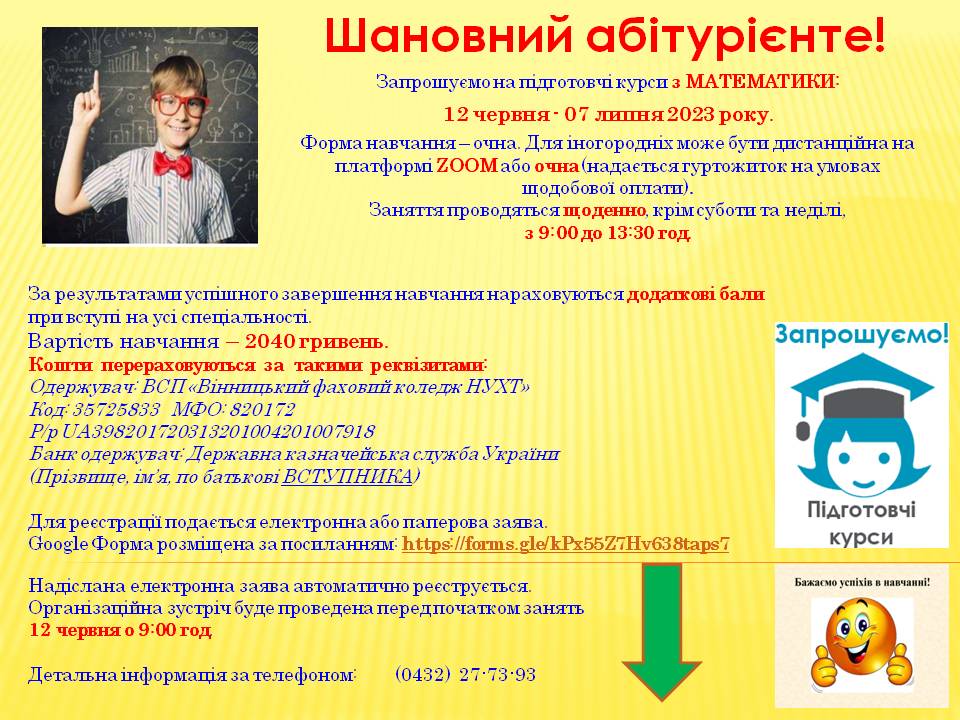 Шановний абітурієнте!
Запрошуємо на підготовчі курси з МАТЕМАТИКИ:
12 червня - 07 липня 2023 року.
Форма навчання – очна. Для іногородніх може бути дистанційна на
платформі ZOOM або очна (надається гуртожиток на умовах
щодобової оплати).
Заняття проводяться щоденно, крім суботи та неділі,
з 9:00 до 13:30 год.
За результатами успішного завершення навчання нараховуються додаткові бали
при вступі на усі спеціальності.
Вартість навчання – 2040 гривень.
Кошти перераховуються за такими реквізитами:
Одержувач: ВСП «Вінницький фаховий коледж НУХТ»
Код: 35725833 МФО: 820172
Р/р UA398201720313201004201007918
Банк одержувач: Державна казначейська служба України
(Прізвище, ім'я, по батькові ВСТУПНИКА)
Для реєстрації подається електронна або паперова заява.
Google Форма розміщена за посиланням: https://forms.gle/kPx55Z7Hv638taps7
Надіслана електронна заява автоматично реєструється.
Організаційна зустріч буде проведена перед початком занять
12 червня о 9:00 год.
Детальна інформація за телефоном: (0432) 27-73-93
Запрошуємо!
Підготовчі
курси
Бажаємо успіхів в навчанні!